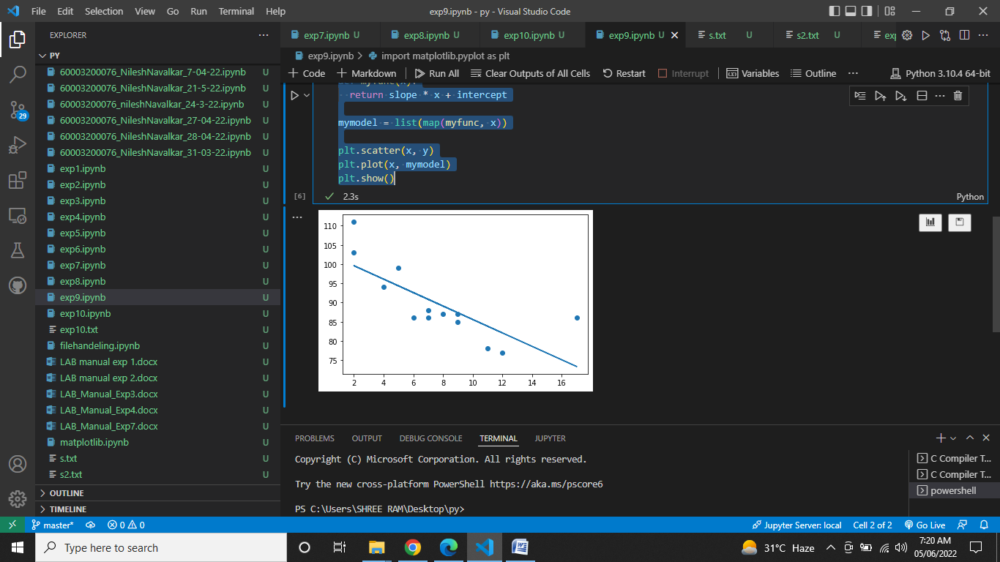 File Edit Selection View Go Run Terminal Help exp9.ipynb - py - Visual Studio Code
EXPLORER
PY
60003200076_NileshNavalkar_7-04-22.ipynb U
60003200076_NileshNavalkar_21-5-22.ipynb U
60003200076_nileshNavalkar_24-3-22.ipynb U
60003200076_NileshNavalkar_27-04-22.ipynb U
60003200076_NileshNavalkar_28-04-22.ipynb U
60003200076_NileshNavalkar_31-03-22.ipynb U
exp1.ipynb U
exp2.ipynb U
exp3.ipynb U
exp4.ipynb U
exp5.ipynb U
exp6.ipynb U
exp7.ipynb U
exp8.ipynb U
exp9.ipynb U
exp10.ipynb U
exp10.txt U
filehandeling.ipynb U
LAB manual exp 1.docx U
LAB manual exp 2.docx U
LAB_Manual_Exp3.docx U
LAB_Manual_Exp4.docx U
LAB_Manual_Exp7.docx U
matplotlib.ipynb U
s.txt U
s2.txt U
OUTLINE
TIMELINE
29
exp7.ipynb U exp8.ipynb U exp10.ipynb U exp9.ipynb U s.txt U s2.txt U exp
exp9.ipynb > import matplotlib.pyplot as plt
+ Code + Markdown Run All Clear Outputs of All Cells Restart Interrupt Variables Outline ... Python 3.10.4 64-bit
def myfunc(x):
return slope * x + intercept
mymodel = list(map(myfunc, x))
plt.scatter(x, y)
plt.plot(x, mymodel)
plt.show()
[6] 2.3s Python
110
105
100
95
90
85
80
75
2 4 6 8 10 12 14 16
PROBLEMS OUTPUT DEBUG CONSOLE TERMINAL JUPYTER
Copyright (C) Microsoft Corporation. All rights reserved.
Try the new cross-platform PowerShell https://aka.ms/pscore6
PS C:\Users\SHREE RAM\Desktop\py>
C Compiler T...
C Compiler T...
powershell
master* 0 0 Jupyter Server: local Cell 2 of 2 Go Live
Type here to search 31°C Haze 7:20 AM
05/06/2022